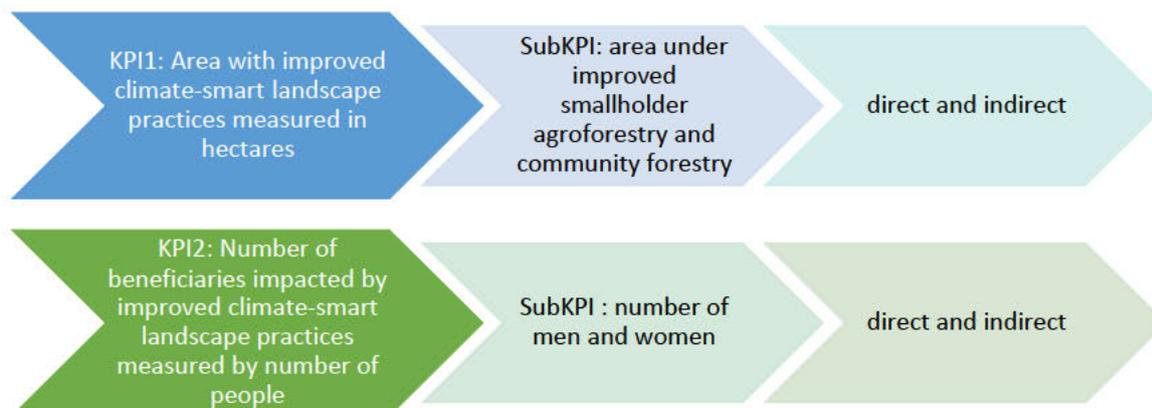 KPI1: Area with improved
climate-smart landscape
practices measured in
hectares
SubKPI: area under
improved
smallholder
agroforestry and
community forestry
direct and indirect
KPI2: Number of
beneficiaries impacted by
improved climate-smart
landscape practices
measured by number of
people
SubKPI : number of
men and women
direct and indirect